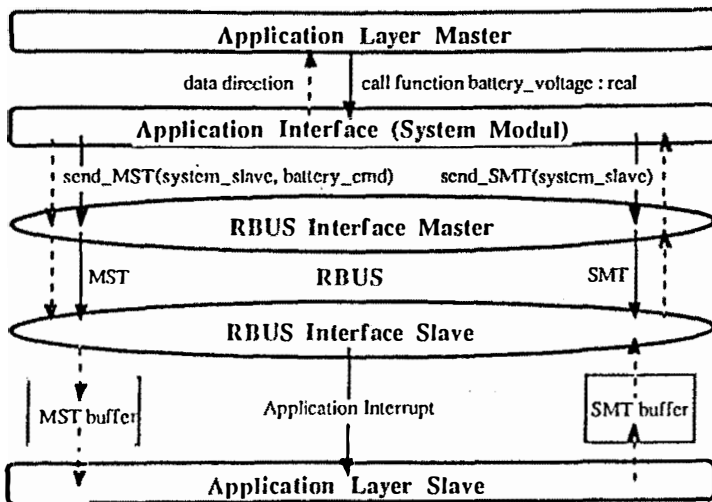 Application Layer Master
data direction
call function battery_voltage : real
Application Interface (System Modul)
send_MST(system_slave, battery_cmd)
send_SMT(system_slave)
RBUS Interface Master
MST
RBUS
SMT
RBUS Interface Slave
MST buffer
Application Interrupt
SMT buffer
Application Layer Slave